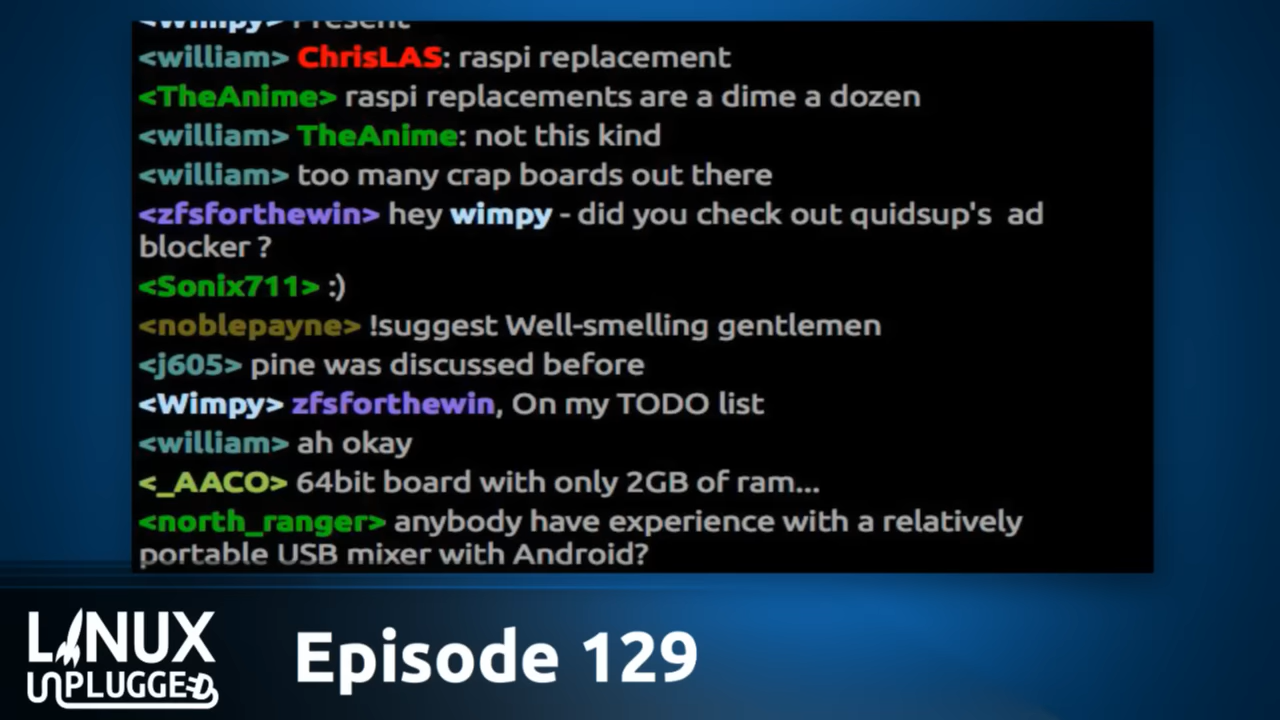 <Wimpy> Present
<william> ChrisLAS: raspi replacement
<TheAnime> raspi replacements are a dime a dozen
<william> TheAnime: not this kind
<william> too many crap boards out there
<zfsforthewin> hey wimpy - did you check out quidsup's  ad
blocker ?
<Sonix711> :)
<noblepayne> !suggest Well-smelling gentlemen
<j605> pine was discussed before
<Wimpy> zfsforthewin, On my TODO list
<william> ah okay
<_AACO> 64bit board with only 2GB of ram...
<north_ranger> anybody have experience with a relatively
portable USB mixer with Android?
LINUX
UNPLUGGED
Episode 129